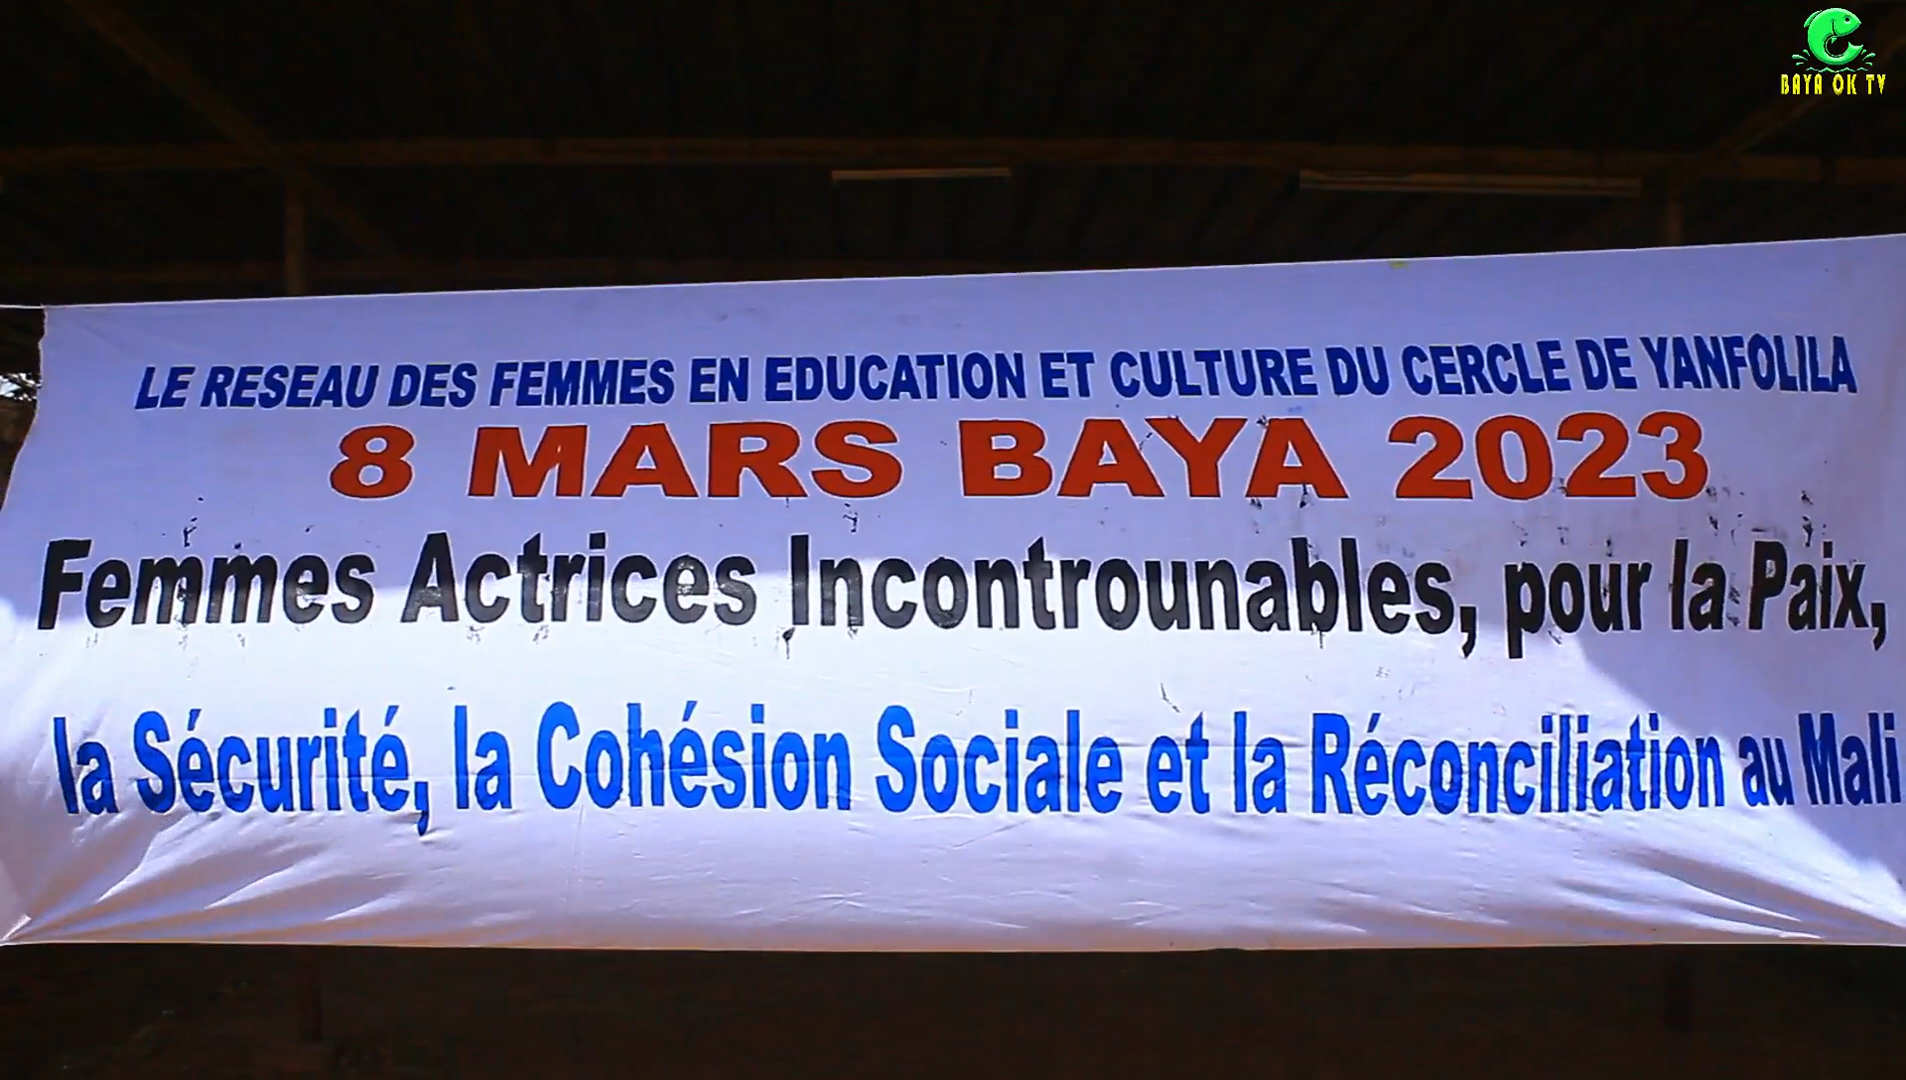 BAYA OK TV
LE RESEAU DES FEMMES EN EDUCATION ET CULTURE DU CERCLE DE YANFOLILA
8 MARS BAYA 2023
Femmes Actrices Incontrounables, pour la Paix,
la Sécurité, la Cohésion Sociale et la Réconciliation au Mali